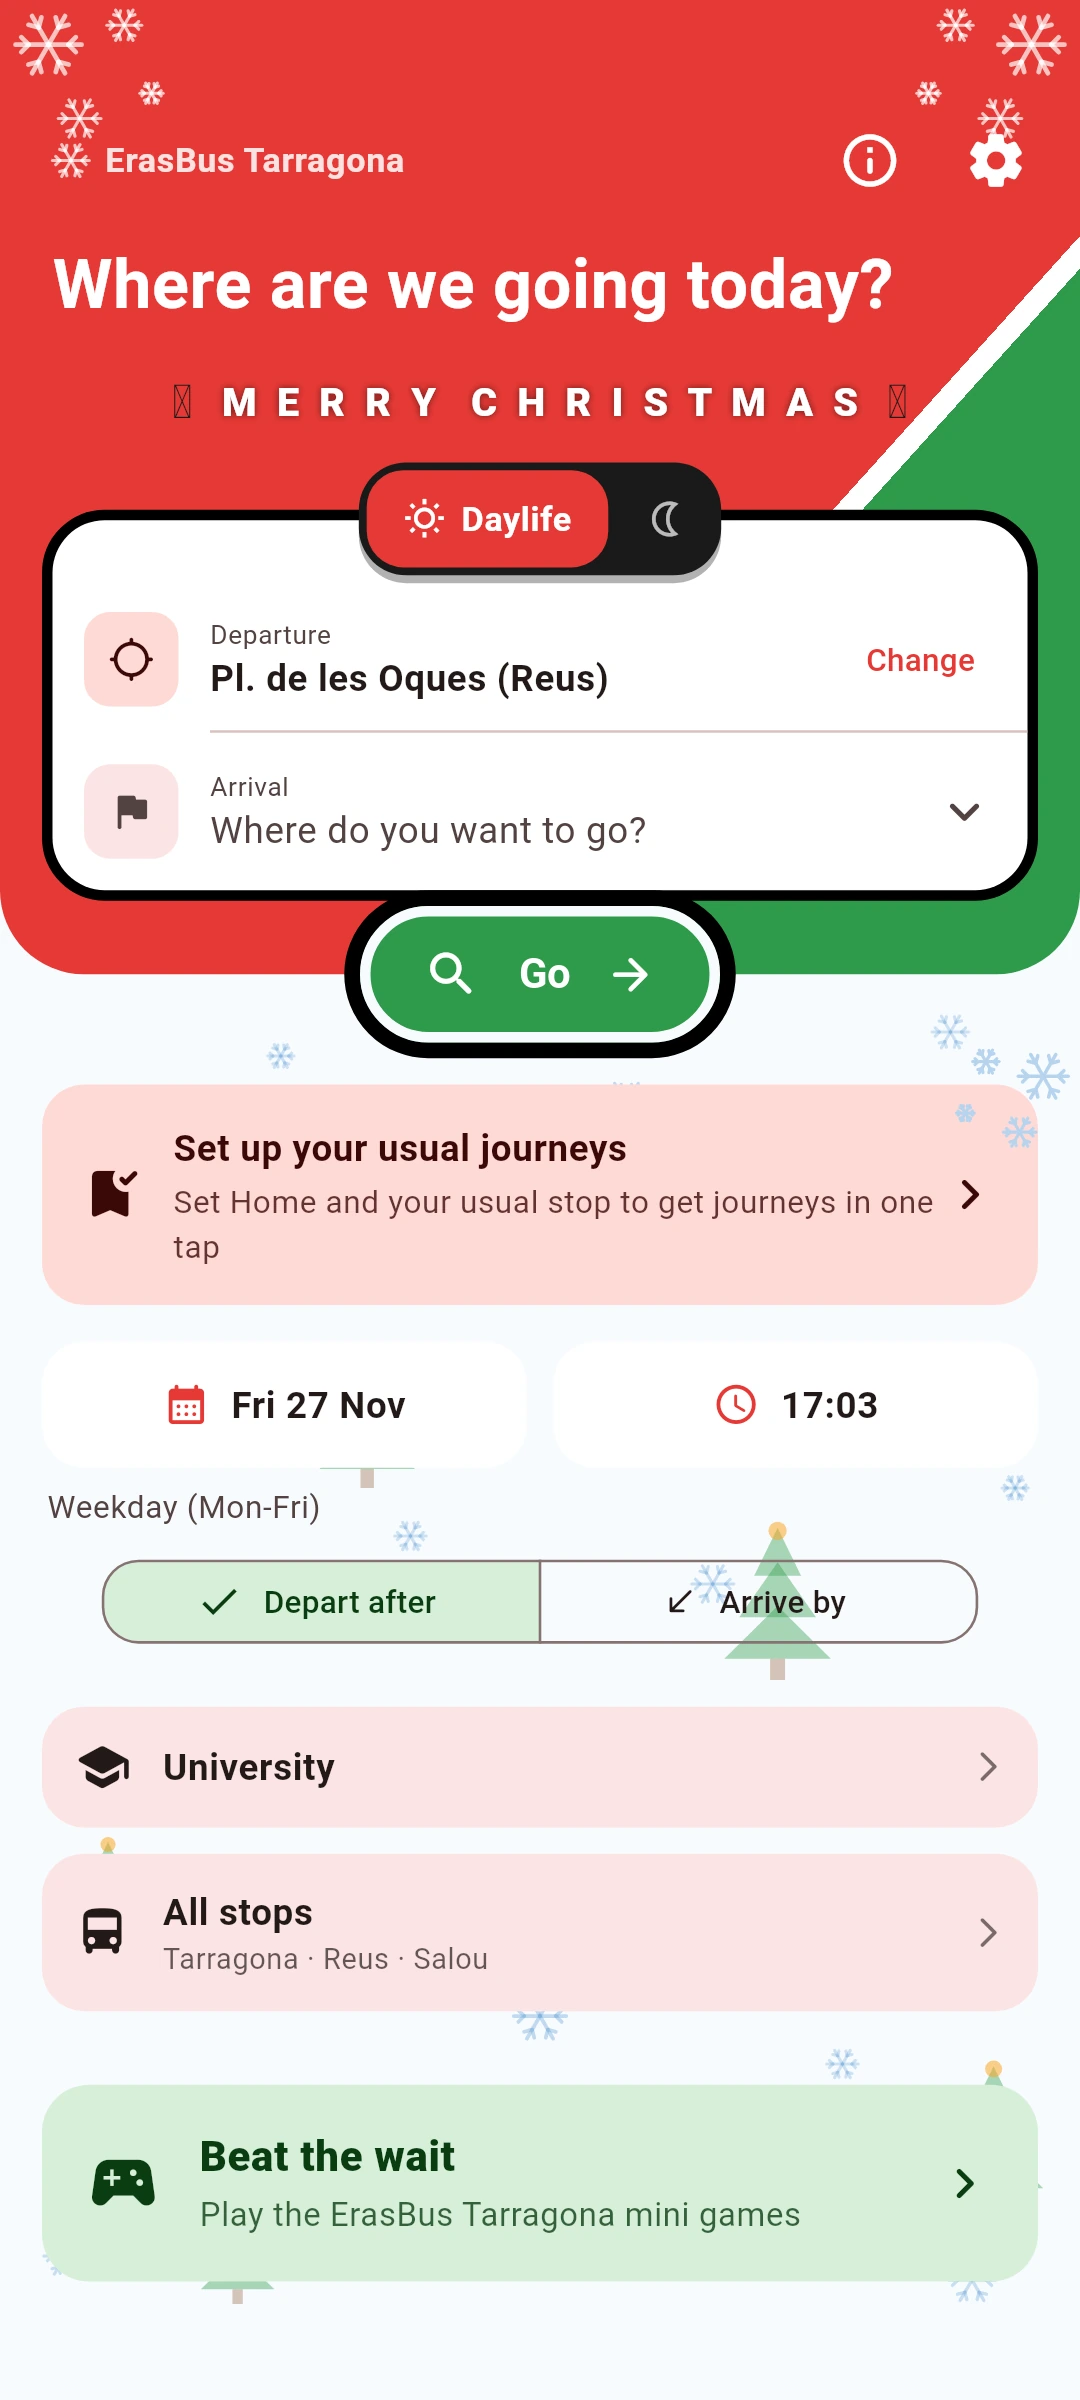 ErasBus Tarragona
Where are we going today?
MERRY CHRISTMAS
Daylife
Departure
Pl. de les Oques (Reus)
Change
Arrival
Where do you want to go?
Go
Set up your usual journeys
Set Home and your usual stop to get journeys in one
tap
Fri 27 Nov
17:03
Weekday (Mon-Fri)
Depart after
Arrive by
University
All stops
Tarragona · Reus · Salou
Beat the wait
Play the ErasBus Tarragona mini games